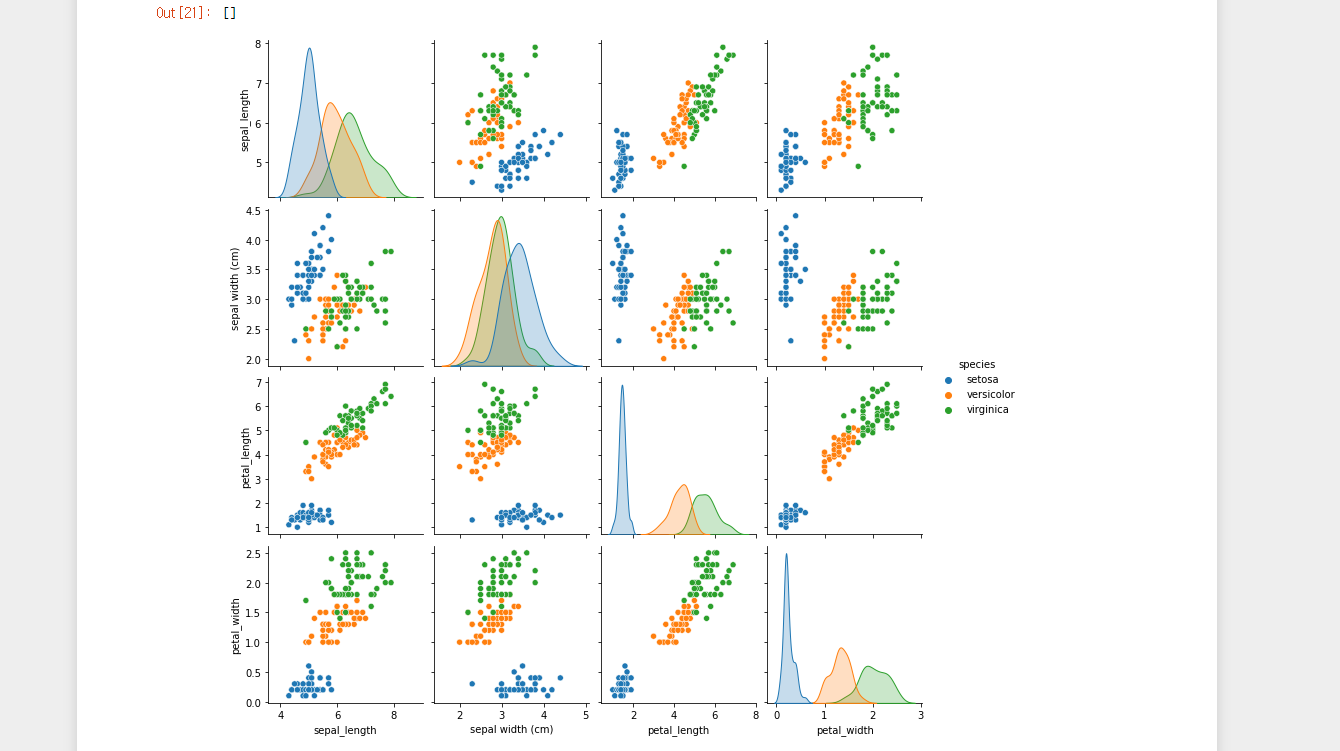 Out[21]: []
8
7
6
5
sepal_length
4.5
4.0
3.5
3.0
2.5
2.0
sepal width (cm)
species
setosa
versicolor
virginica
7
6
5
4
3
2
1
petal_length
2.5
2.0
1.5
1.0
0.5
0.0
petal_width
4 6 8
2 3 4 5
2 4 6 8
0 1 2 3
sepal_length
sepal width (cm)
petal_length
petal_width